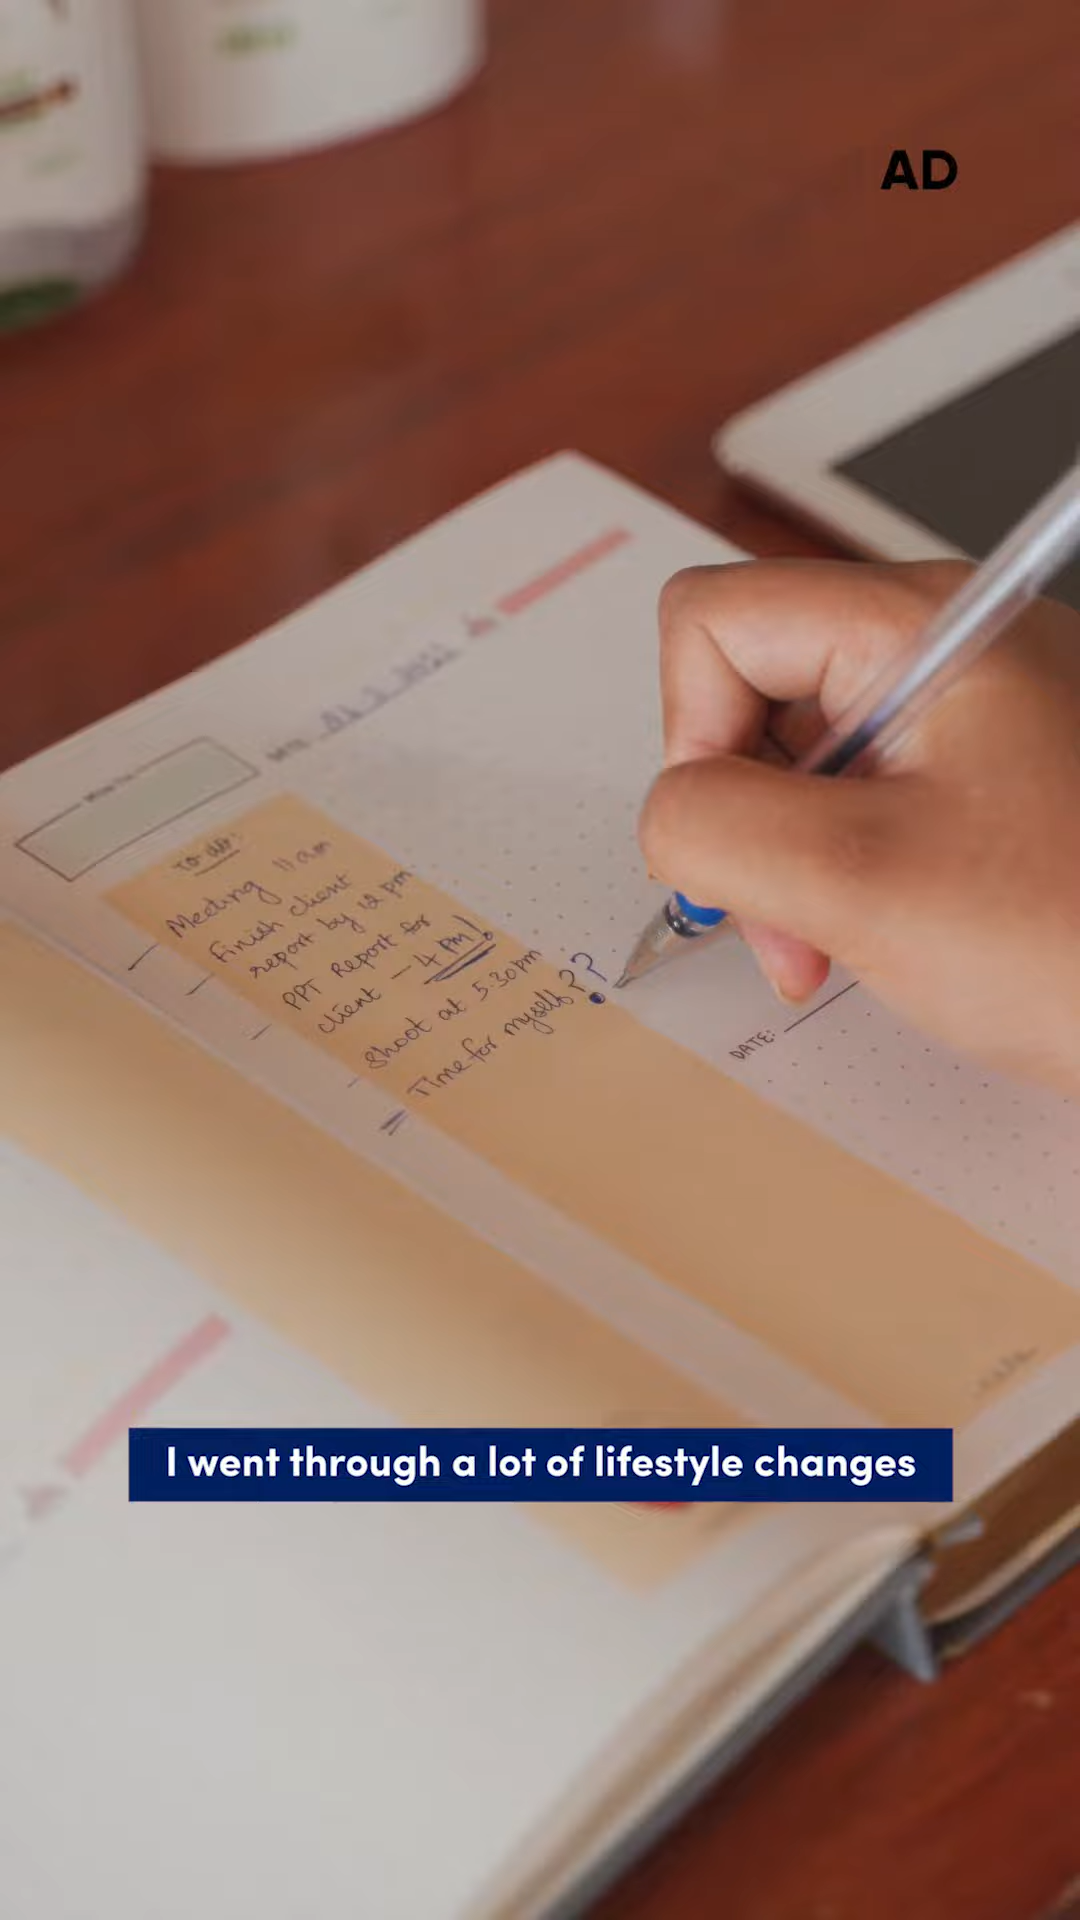 AD
To do:
Meeting 11 am
Finish client
report by 12 pm
PPT Report for
client - 4 pm!
Shoot at 5:30pm
Time for myself??
DATE:
I went through a lot of lifestyle changes